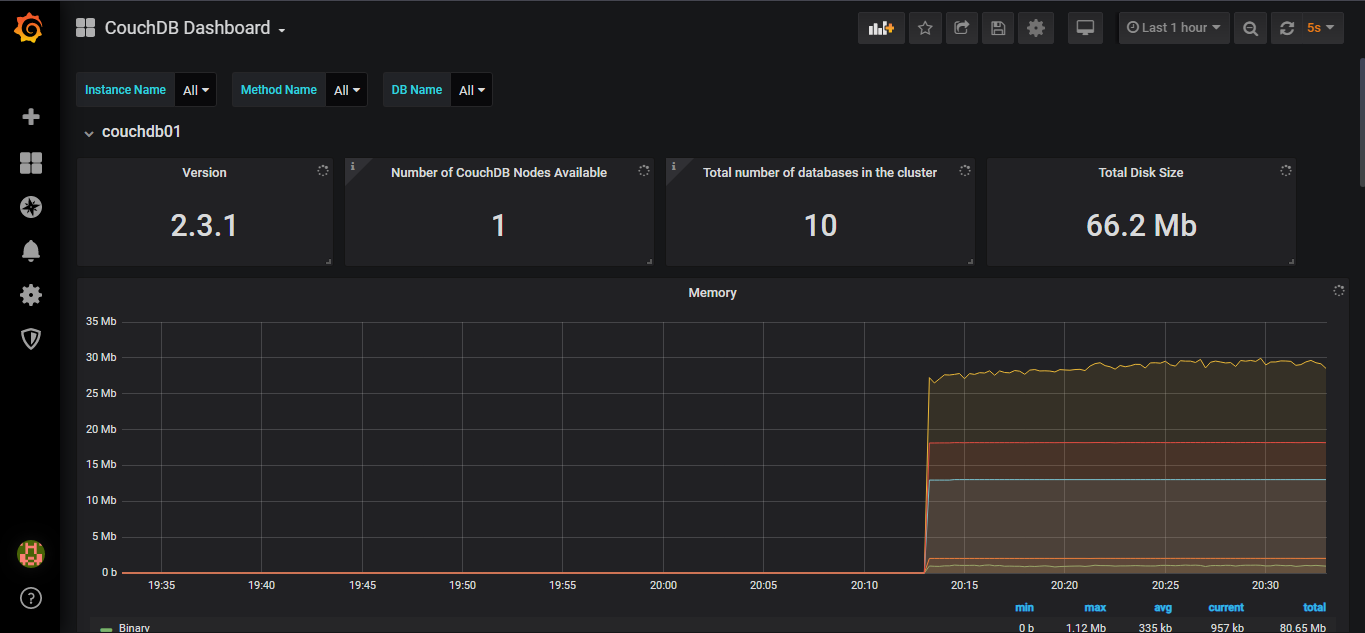 CouchDB Dashboard
Last 1 hour
5s
Instance Name All
Method Name All
DB Name All
couchdb01
Version
2.3.1
i
Number of CouchDB Nodes Available
1
i
Total number of databases in the cluster
10
Total Disk Size
66.2 Mb
Memory
35 Mb
30 Mb
25 Mb
20 Mb
15 Mb
10 Mb
5 Mb
0 b
19:35 19:40 19:45 19:50 19:55 20:00 20:05 20:10 20:15 20:20 20:25 20:30
min max avg current total
Binary 0 b 1.12 Mb 335 kb 957 kb 80.65 Mb
?